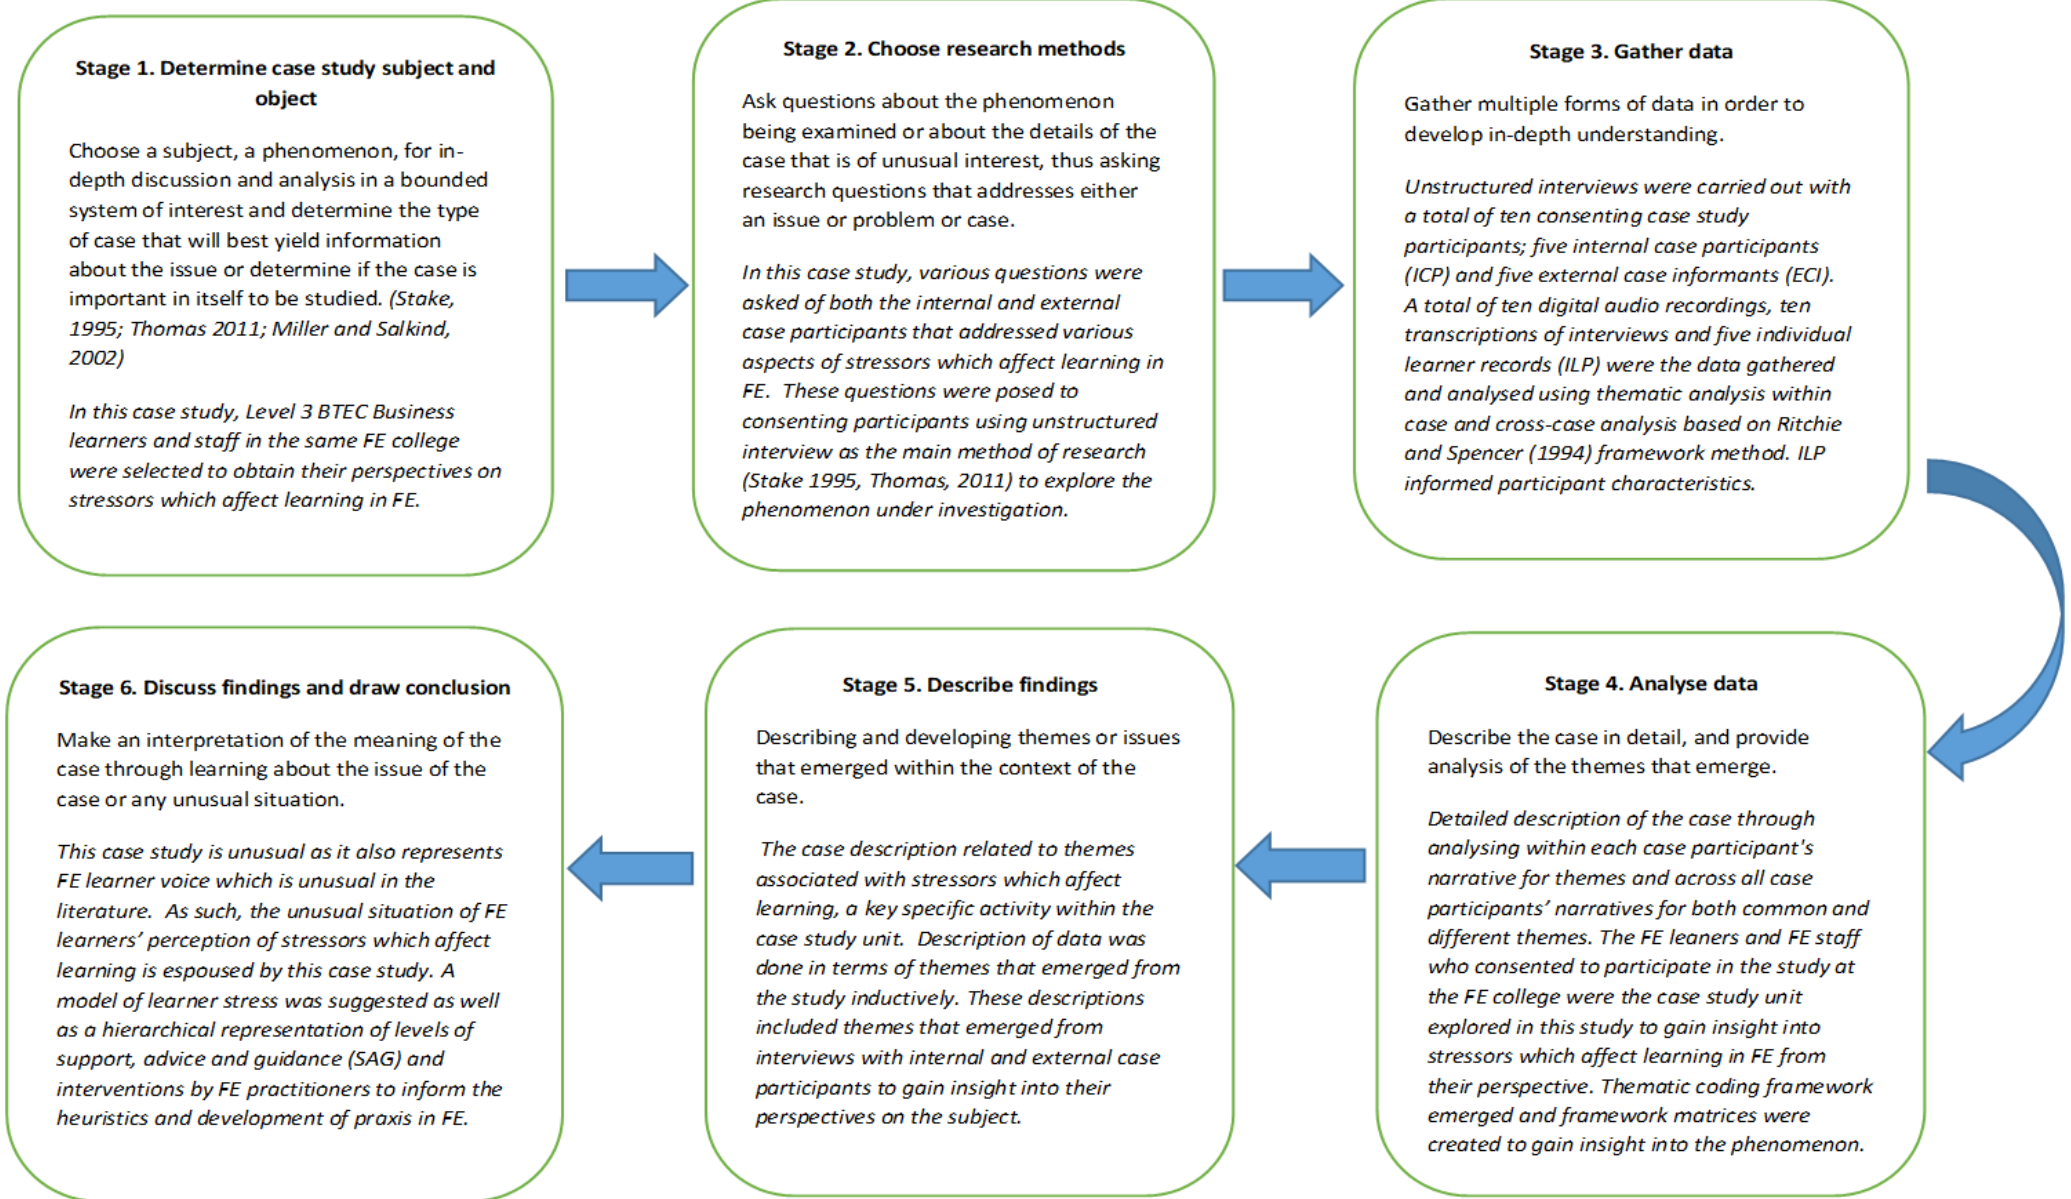 Stage 1. Determine case study subject and
object
Choose a subject, a phenomenon, for in-
depth discussion and analysis in a bounded
system of interest and determine the type
of case that will best yield information
about the issue or determine if the case is
important in itself to be studied. (Stake,
1995; Thomas 2011; Miller and Salkind,
2002)
In this case study, Level 3 BTEC Business
learners and staff in the same FE college
were selected to obtain their perspectives on
stressors which affect learning in FE.
Stage 2. Choose research methods
Ask questions about the phenomenon
being examined or about the details of the
case that is of unusual interest, thus asking
research questions that addresses either
an issue or problem or case.
In this case study, various questions were
asked of both the internal and external
case participants that addressed various
aspects of stressors which affect learning in
FE.  These questions were posed to
consenting participants using unstructured
interview as the main method of research
(Stake 1995, Thomas, 2011) to explore the
phenomenon under investigation.
Stage 3. Gather data
Gather multiple forms of data in order to
develop in-depth understanding.
Unstructured interviews were carried out with
a total of ten consenting case study
participants; five internal case participants
(ICP) and five external case informants (ECI).
A total of ten digital audio recordings, ten
transcriptions of interviews and five individual
learner records (ILP) were the data gathered
and analysed using thematic analysis within
case and cross-case analysis based on Ritchie
and Spencer (1994) framework method. ILP
informed participant characteristics.
Stage 4. Analyse data
Describe the case in detail, and provide
analysis of the themes that emerge.
Detailed description of the case through
analysing within each case participant's
narrative for themes and across all case
participants’ narratives for both common and
different themes. The FE leaners and FE staff
who consented to participate in the study at
the FE college were the case study unit
explored in this study to gain insight into
stressors which affect learning in FE from
their perspective. Thematic coding framework
emerged and framework matrices were
created to gain insight into the phenomenon.
Stage 5. Describe findings
Describing and developing themes or issues
that emerged within the context of the
case.
The case description related to themes
associated with stressors which affect
learning, a key specific activity within the
case study unit.  Description of data was
done in terms of themes that emerged from
the study inductively. These descriptions
included themes that emerged from
interviews with internal and external case
participants to gain insight into their
perspectives on the subject.
Stage 6. Discuss findings and draw conclusion
Make an interpretation of the meaning of the
case through learning about the issue of the
case or any unusual situation.
This case study is unusual as it also represents
FE learner voice which is unusual in the
literature.  As such, the unusual situation of FE
learners’ perception of stressors which affect
learning is espoused by this case study. A
model of learner stress was suggested as well
as a hierarchical representation of levels of
support, advice and guidance (SAG) and
interventions by FE practitioners to inform the
heuristics and development of praxis in FE.